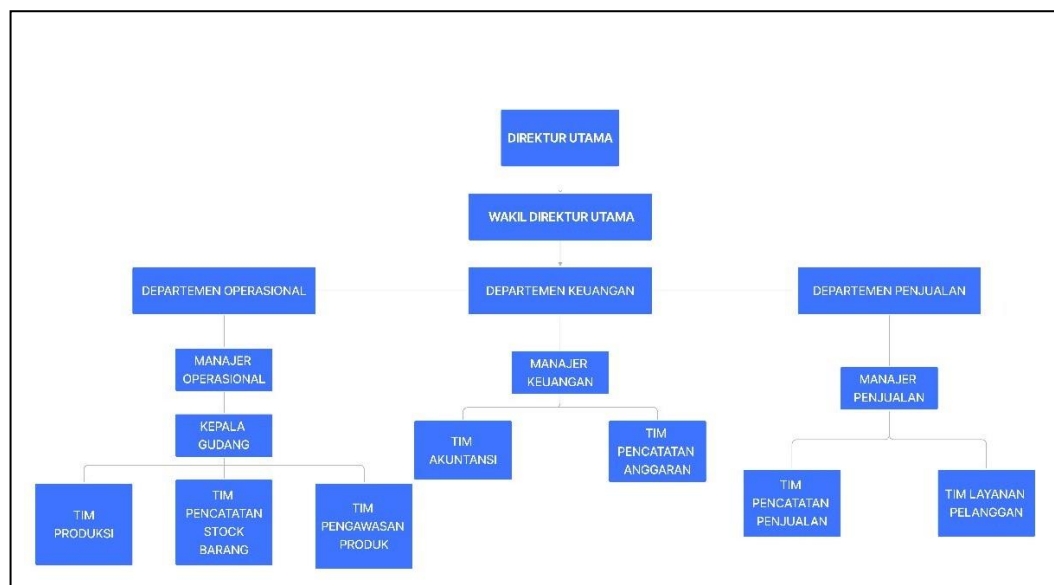 DIREKTUR UTAMA
WAKIL DIREKTUR UTAMA
DEPARTEMEN OPERASIONAL
DEPARTEMEN KEUANGAN
DEPARTEMEN PENJUALAN
MANAJER
OPERASIONAL
MANAJER
KEUANGAN
MANAJER
PENJUALAN
KEPALA
GUDANG
TIM
AKUNTANSI
TIM
PENCATATAN
ANGGARAN
TIM
PRODUKSI
TIM
PENCATATAN
STOCK
BARANG
TIM
PENGAWASAN
PRODUK
TIM
PENCATATAN
PENJUALAN
TIM LAYANAN
PELANGGAN